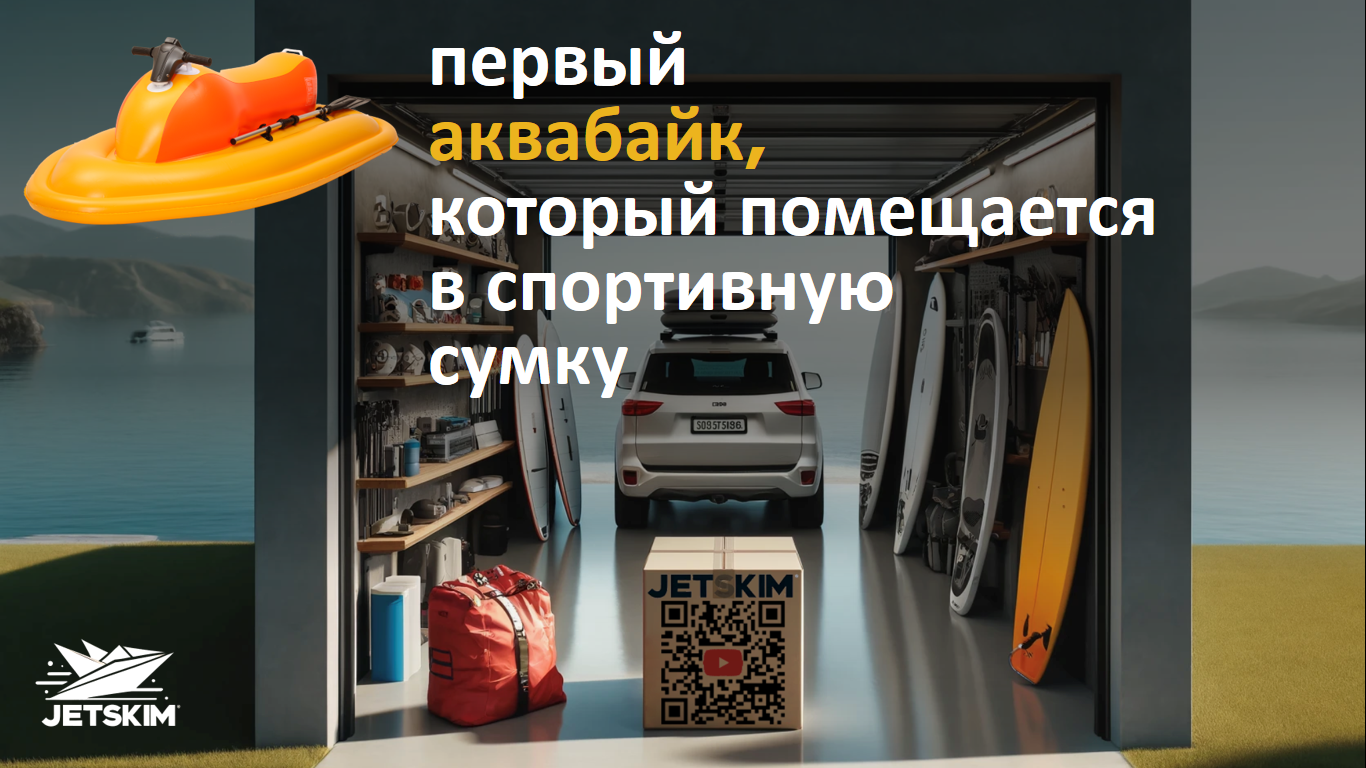 первый
аквабайк,
который помещается
в спортивную
сумку
JETSKIM
JETSKIM